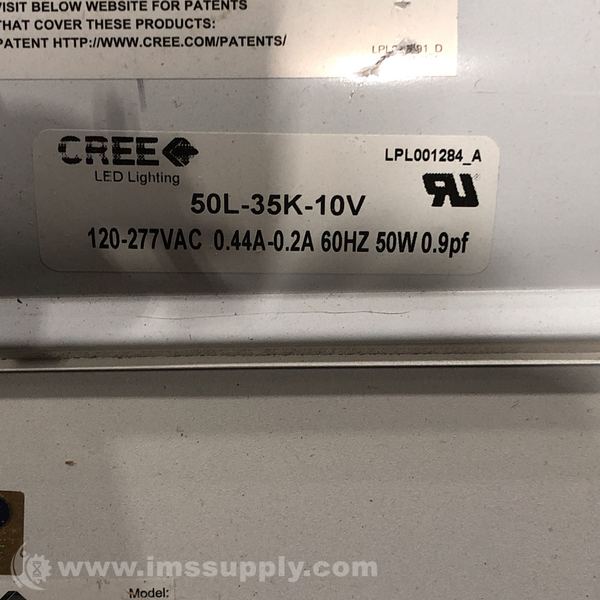 VISIT BELOW WEBSITE FOR PATENTS
THAT COVER THESE PRODUCTS:
PATENT HTTP://WWW.CREE.COM/PATENTS/
CREE
LPL001284_A
LED Lighting
50L-35K-10V
120-277VAC 0.44A-0.2A 60HZ 50W 0.9pf
www.imssupply.com
Model: